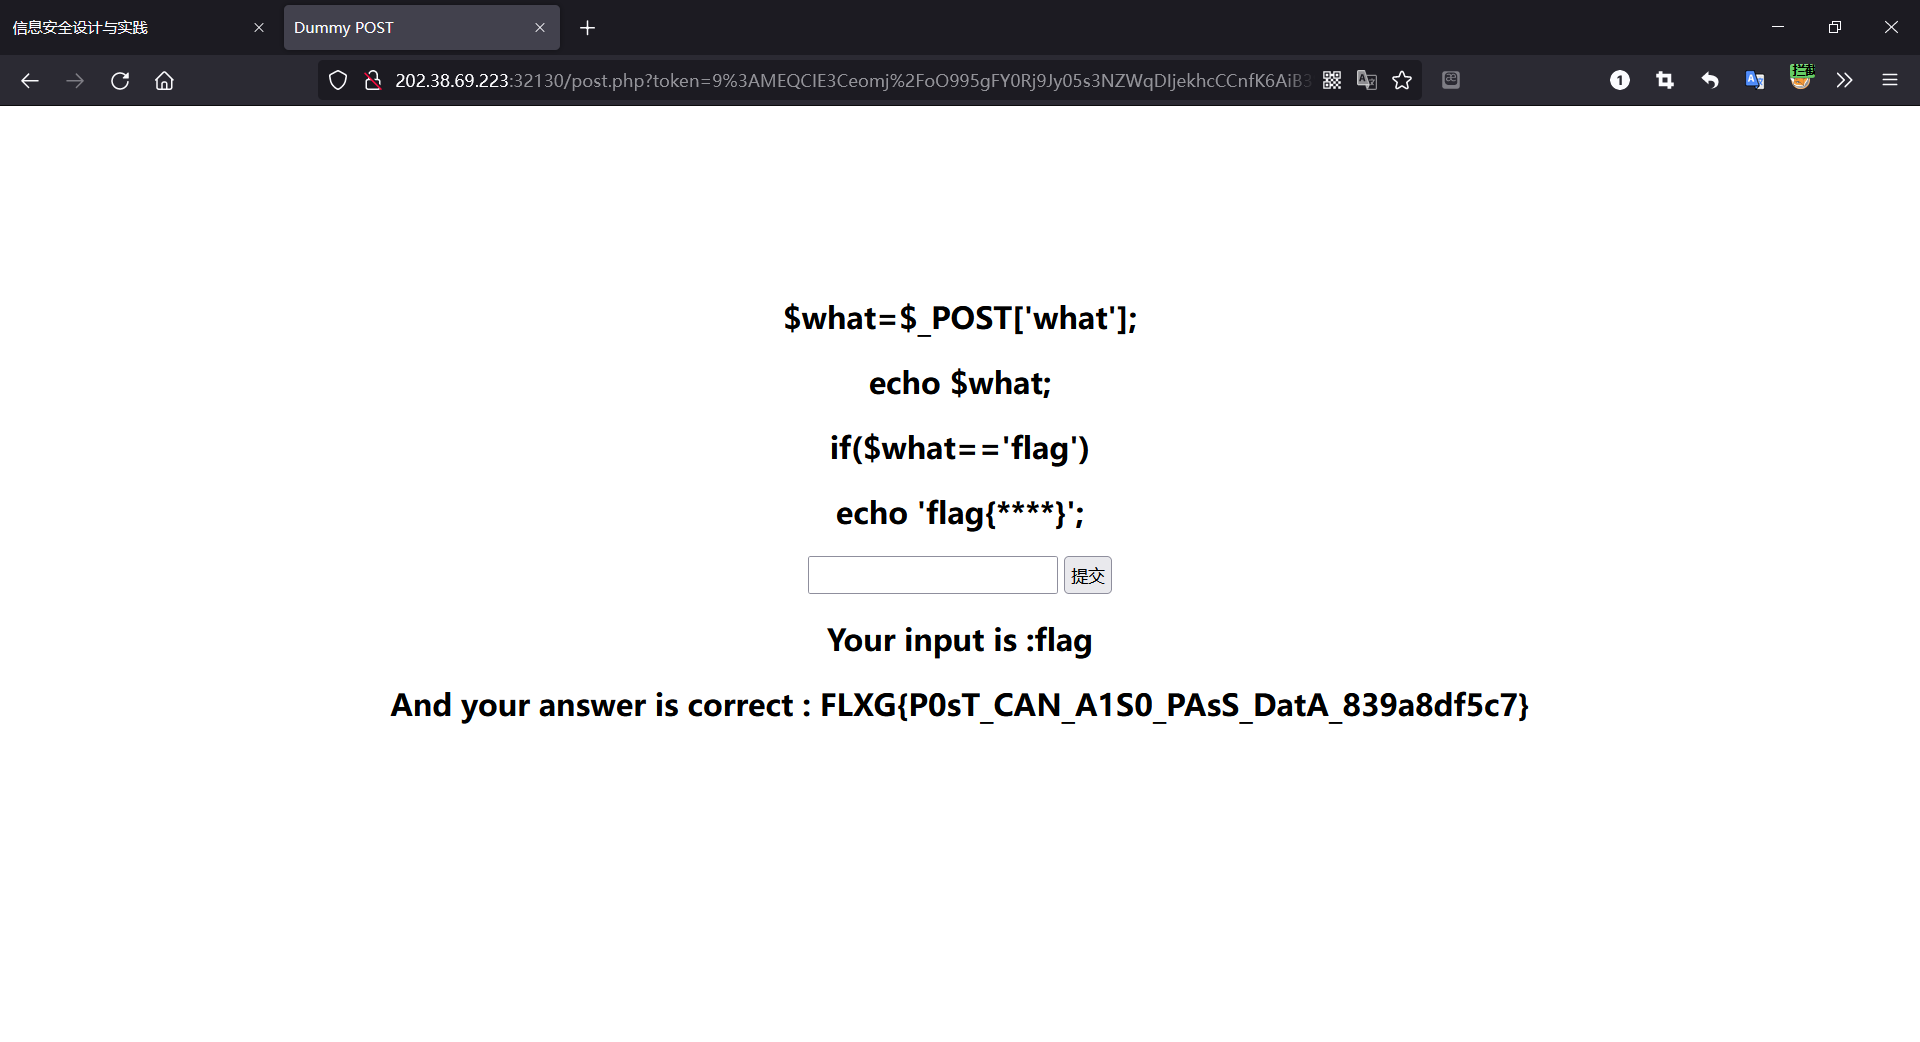 信息安全设计与实践
Dummy POST
202.38.69.223:32130/post.php?token=9%3AMEQCIE3Ceomj%2FoO995gFY0Rj9Jy05s3NZWqDIjekhcCCnfK6AiB3
$what=$_POST['what'];
echo $what;
if($what=='flag')
echo 'flag{****}';
提交
Your input is :flag
And your answer is correct : FLXG{P0sT_CAN_A1S0_PAsS_DatA_839a8df5c7}